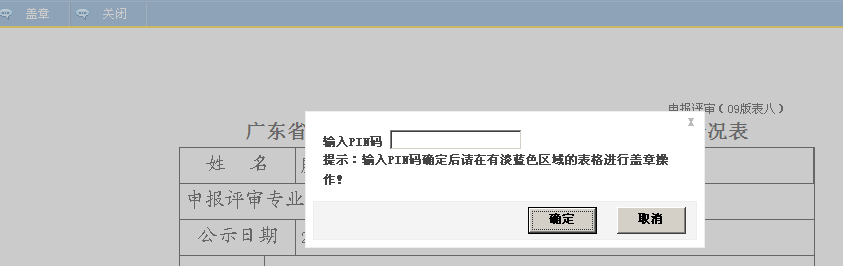 盖章 关闭
申报评审（09版表八）
广东省
情况表
x
输入PIN码
提示：输入PIN码确定后请在有淡蓝色区域的表格进行盖章操
作!
确定 取消
姓 名
申报评审专业
公示日期 2